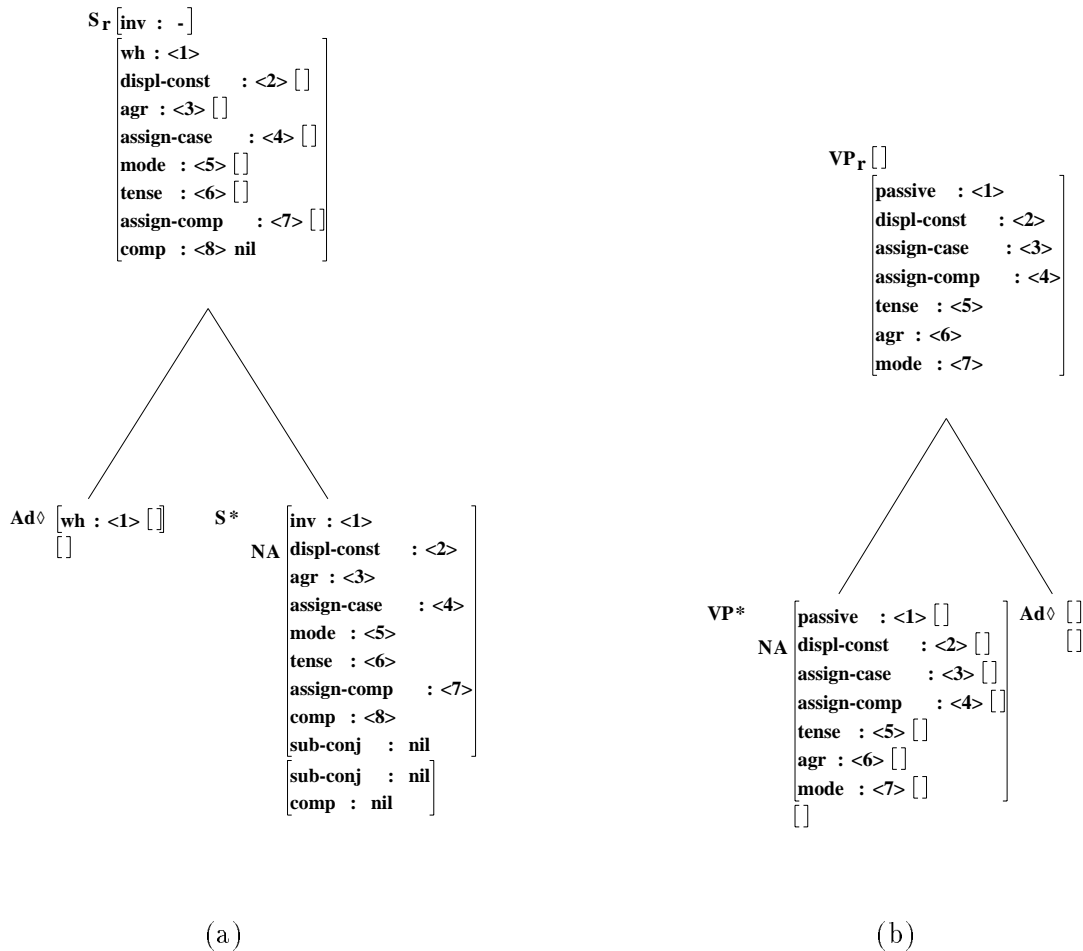 S r [inv : - ]
[wh : <1>
displ-const : <2> [ ]
agr : <3> [ ]
assign-case : <4> [ ]
mode : <5> [ ]
tense : <6> [ ]
assign-comp : <7> [ ]
comp : <8> nil]
Ad◊ [wh : <1> [ ]]
[ ]
S* [inv : <1>
NA displ-const : <2>
agr : <3>
assign-case : <4>
mode : <5>
tense : <6>
assign-comp : <7>
comp : <8>
sub-conj : nil]
[sub-conj : nil
comp : nil]
(a)
VP r [ ]
[passive : <1>
displ-const : <2>
assign-case : <3>
assign-comp : <4>
tense : <5>
agr : <6>
mode : <7>]
VP* [passive : <1> [ ]
NA displ-const : <2> [ ]
assign-case : <3> [ ]
assign-comp : <4> [ ]
tense : <5> [ ]
agr : <6> [ ]
mode : <7> [ ]]
[ ]
Ad◊ [ ]
[ ]
(b)